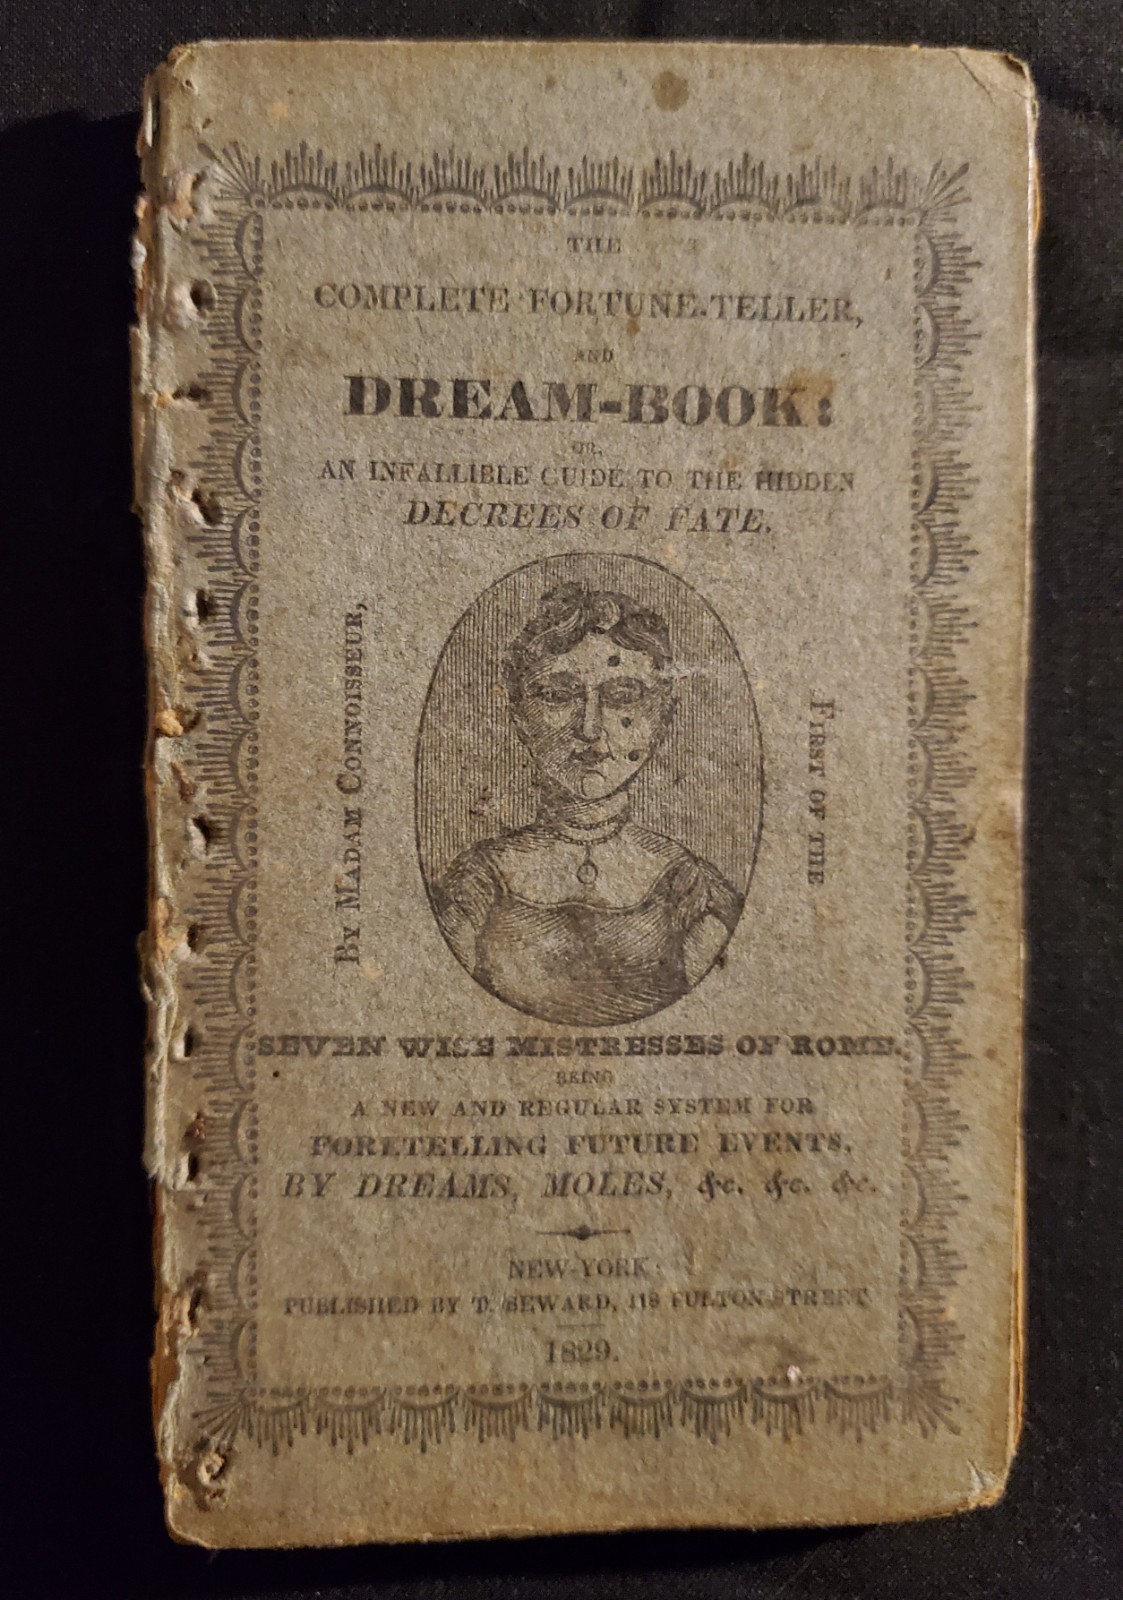 THE
COMPLETE FORTUNE-TELLER,
AND
DREAM-BOOK:
OR,
AN INFALLIBLE GUIDE TO THE HIDDEN
DECREES OF FATE.
BY MADAM CONNOISSEUR,
FIRST OF THE
SEVEN WISE MISTRESSES OF ROME.
BEING
A NEW AND REGULAR SYSTEM FOR
FORETELLING FUTURE EVENTS,
BY DREAMS, MOLES, &c. &c. &c.
NEW-YORK:
PUBLISHED BY T. SEWARD, 118 FULTON-STREET
1829.